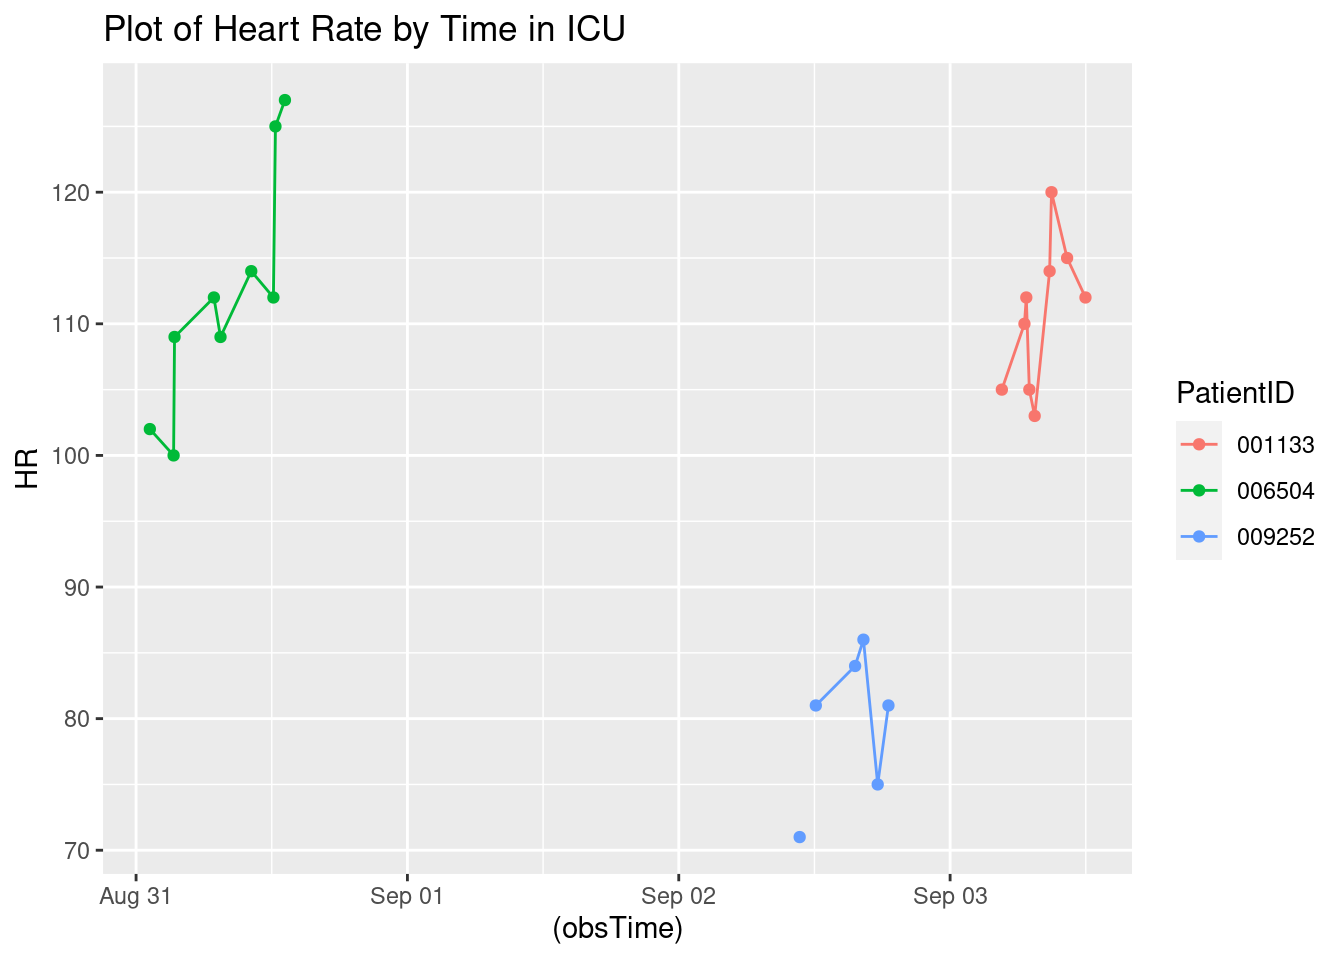 Plot of Heart Rate by Time in ICU
120
110
100
90
80
70
HR
Aug 31 Sep 01 Sep 02 Sep 03
(obsTime)
PatientID
001133
006504
009252